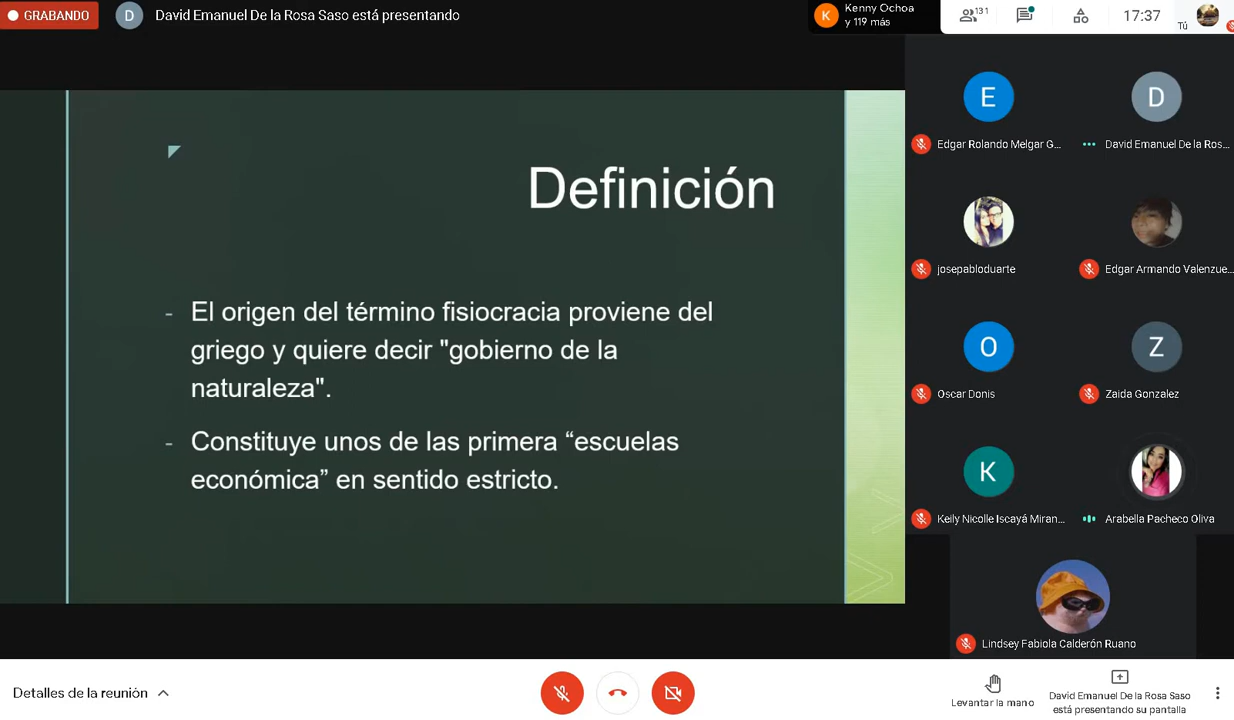 GRABANDO
D
David Emanuel De la Rosa Saso está presentando
K
Kenny Ochoa
y 119 más
131
17:37
Tú
Definición
- El origen del término fisiocracia proviene del
griego y quiere decir "gobierno de la
naturaleza".
- Constituye unos de las primera “escuelas
económica” en sentido estricto.
E
Edgar Rolando Melgar G...
D
David Emanuel De la Ros...
josepabloduarte
Edgar Armando Valenzue...
O
Oscar Donis
Z
Zaida Gonzalez
K
Keily Nicolle Iscayá Miran...
Arabella Pacheco Oliva
Lindsey Fabiola Calderón Ruano
Detalles de la reunión
Levantar la mano
David Emanuel De la Rosa Saso
está presentando su pantalla